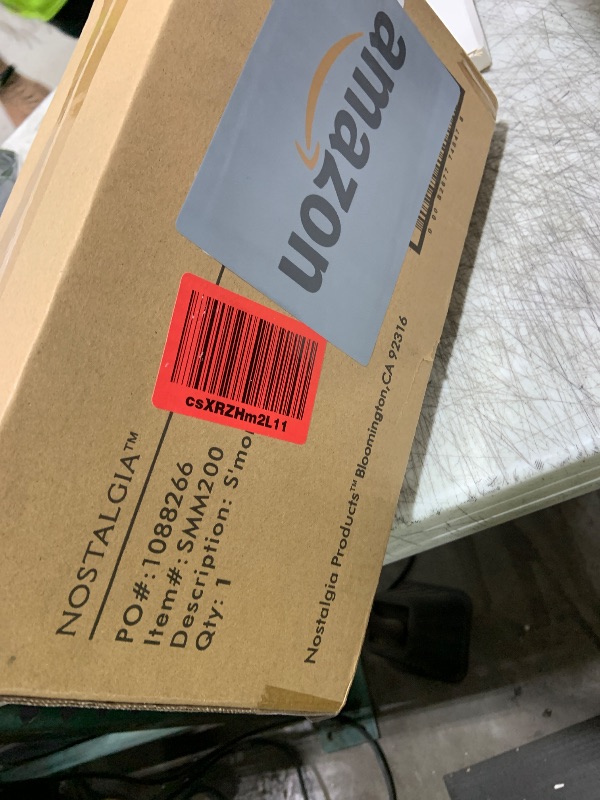 amazon
csXRZHm2L11
NOSTALGIA™
PO#:1088266
Item#:SMM200
Description: S'mo
Qty: 1
Nostalgia Products™ Bloomington,CA 92316